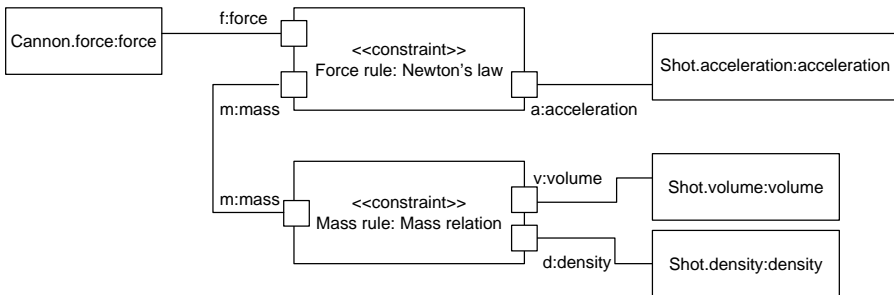 f:force
Cannon.force:force
<<constraint>>
Force rule: Newton's law
Shot.acceleration:acceleration
m:mass
a:acceleration
v:volume
m:mass
<<constraint>>
Mass rule: Mass relation
Shot.volume:volume
d:density
Shot.density:density